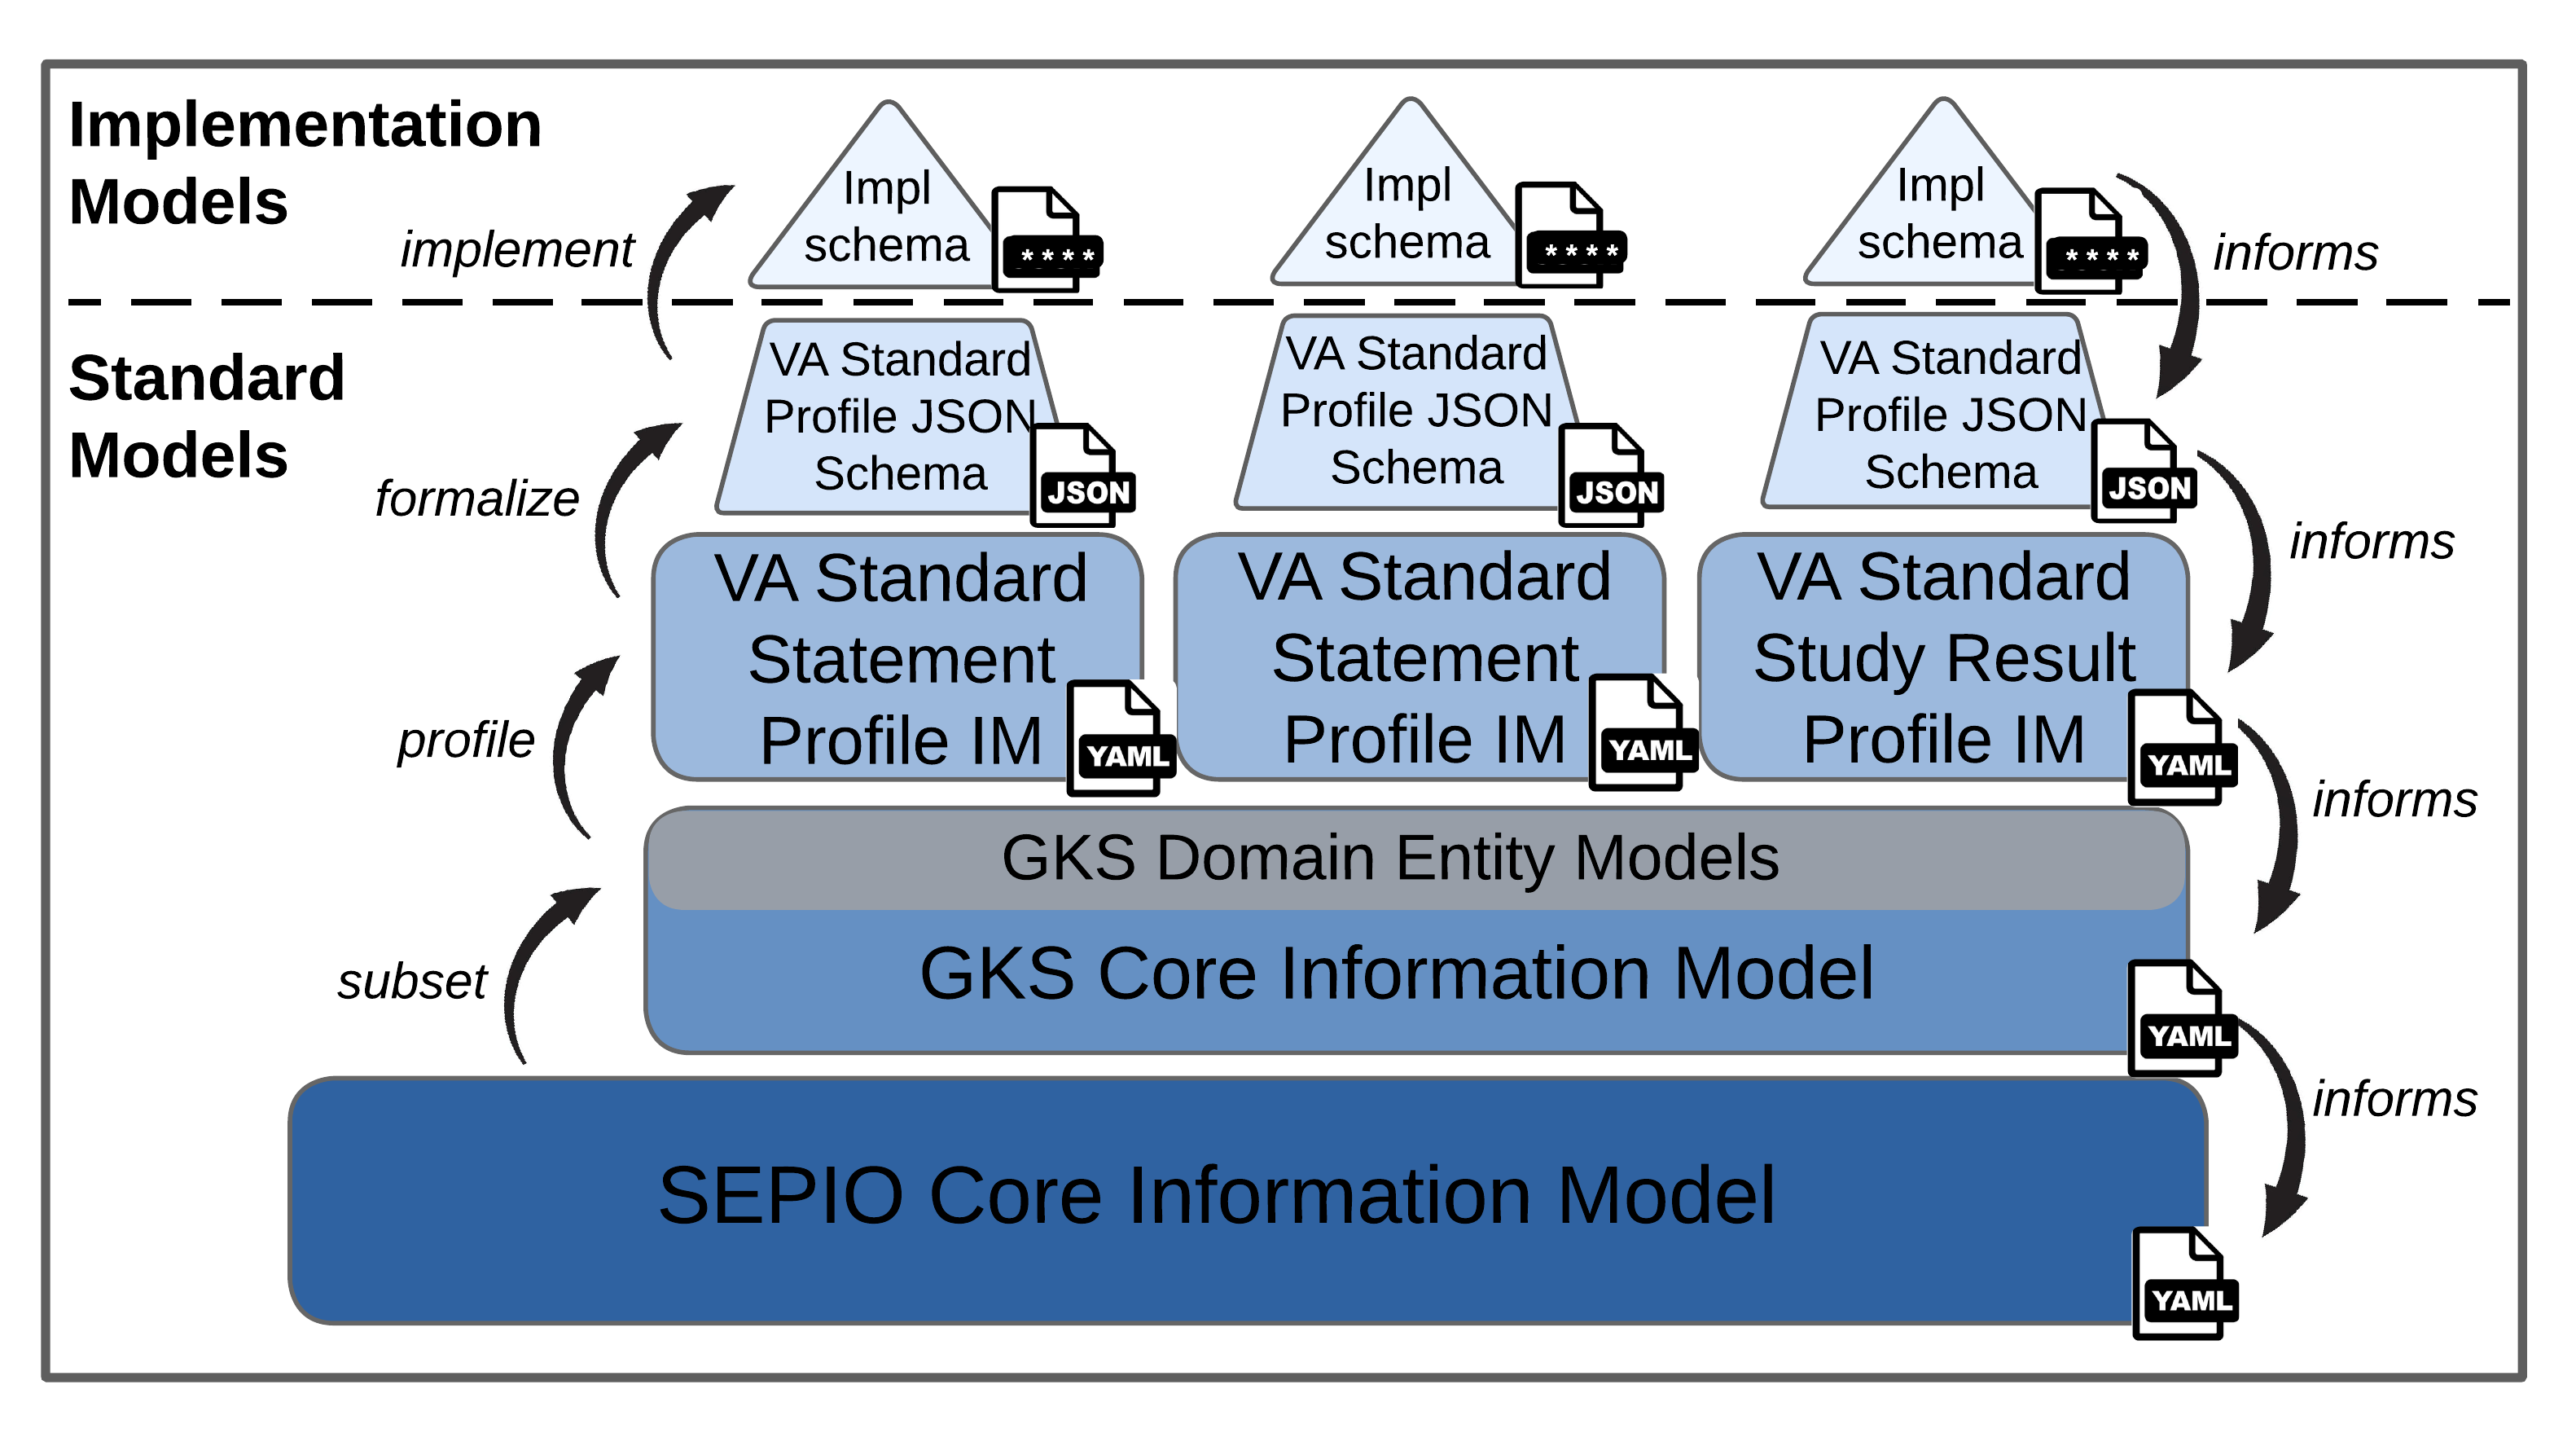 Implementation
Models
implement
Impl
schema
****
Impl
schema
****
Impl
schema
****
informs
Standard
Models
formalize
VA Standard
Profile JSON
Schema
JSON
VA Standard
Profile JSON
Schema
JSON
VA Standard
Profile JSON
Schema
JSON
informs
profile
VA Standard
Statement
Profile IM
YAML
VA Standard
Statement
Profile IM
YAML
VA Standard
Study Result
Profile IM
YAML
informs
subset
GKS Domain Entity Models
GKS Core Information Model
YAML
informs
SEPIO Core Information Model
YAML